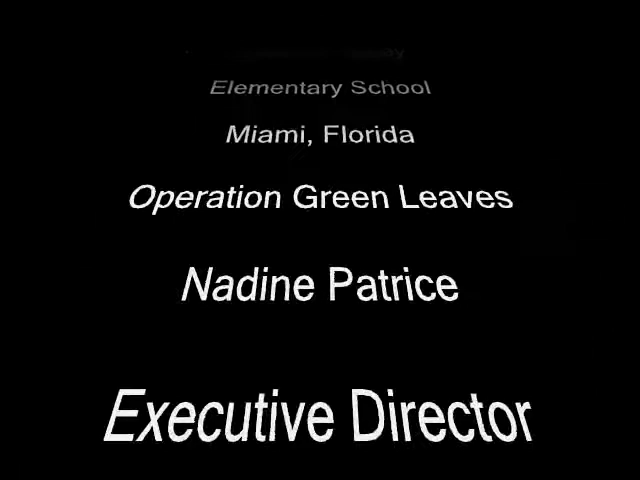 Elementary School
Miami, Florida
Operation Green Leaves
Nadine Patrice
Executive Director